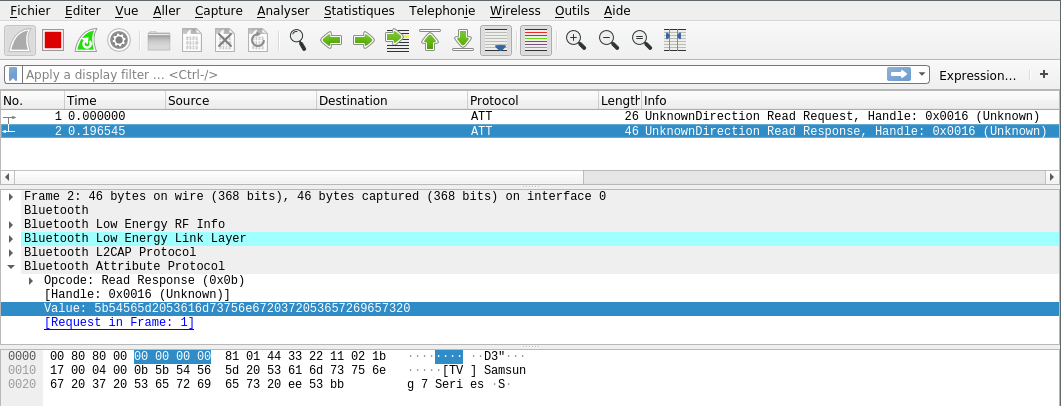 Fichier Editer Vue Aller Capture Analyser Statistiques Telephonie Wireless Outils Aide
Apply a display filter ... <Ctrl-/> Expression... +
No. Time Source Destination Protocol Length Info
1 0.000000 ATT 26 UnknownDirection Read Request, Handle: 0x0016 (Unknown)
2 0.196545 ATT 46 UnknownDirection Read Response, Handle: 0x0016 (Unknown)
Frame 2: 46 bytes on wire (368 bits), 46 bytes captured (368 bits) on interface 0
Bluetooth
Bluetooth Low Energy RF Info
Bluetooth Low Energy Link Layer
Bluetooth L2CAP Protocol
Bluetooth Attribute Protocol
Opcode: Read Response (0x0b)
[Handle: 0x0016 (Unknown)]
Value: 5b54565d2053616d73756e6720372053657269657320
[Request in Frame: 1]
0000 00 80 80 00 00 00 00 00 81 01 44 33 22 11 02 1b ········ ··D3"···
0010 17 00 04 00 0b 5b 54 56 5d 20 53 61 6d 73 75 6e ·····[TV ] Samsun
0020 67 20 37 20 53 65 72 69 65 73 20 ee 53 bb g 7 Seri es ·S·